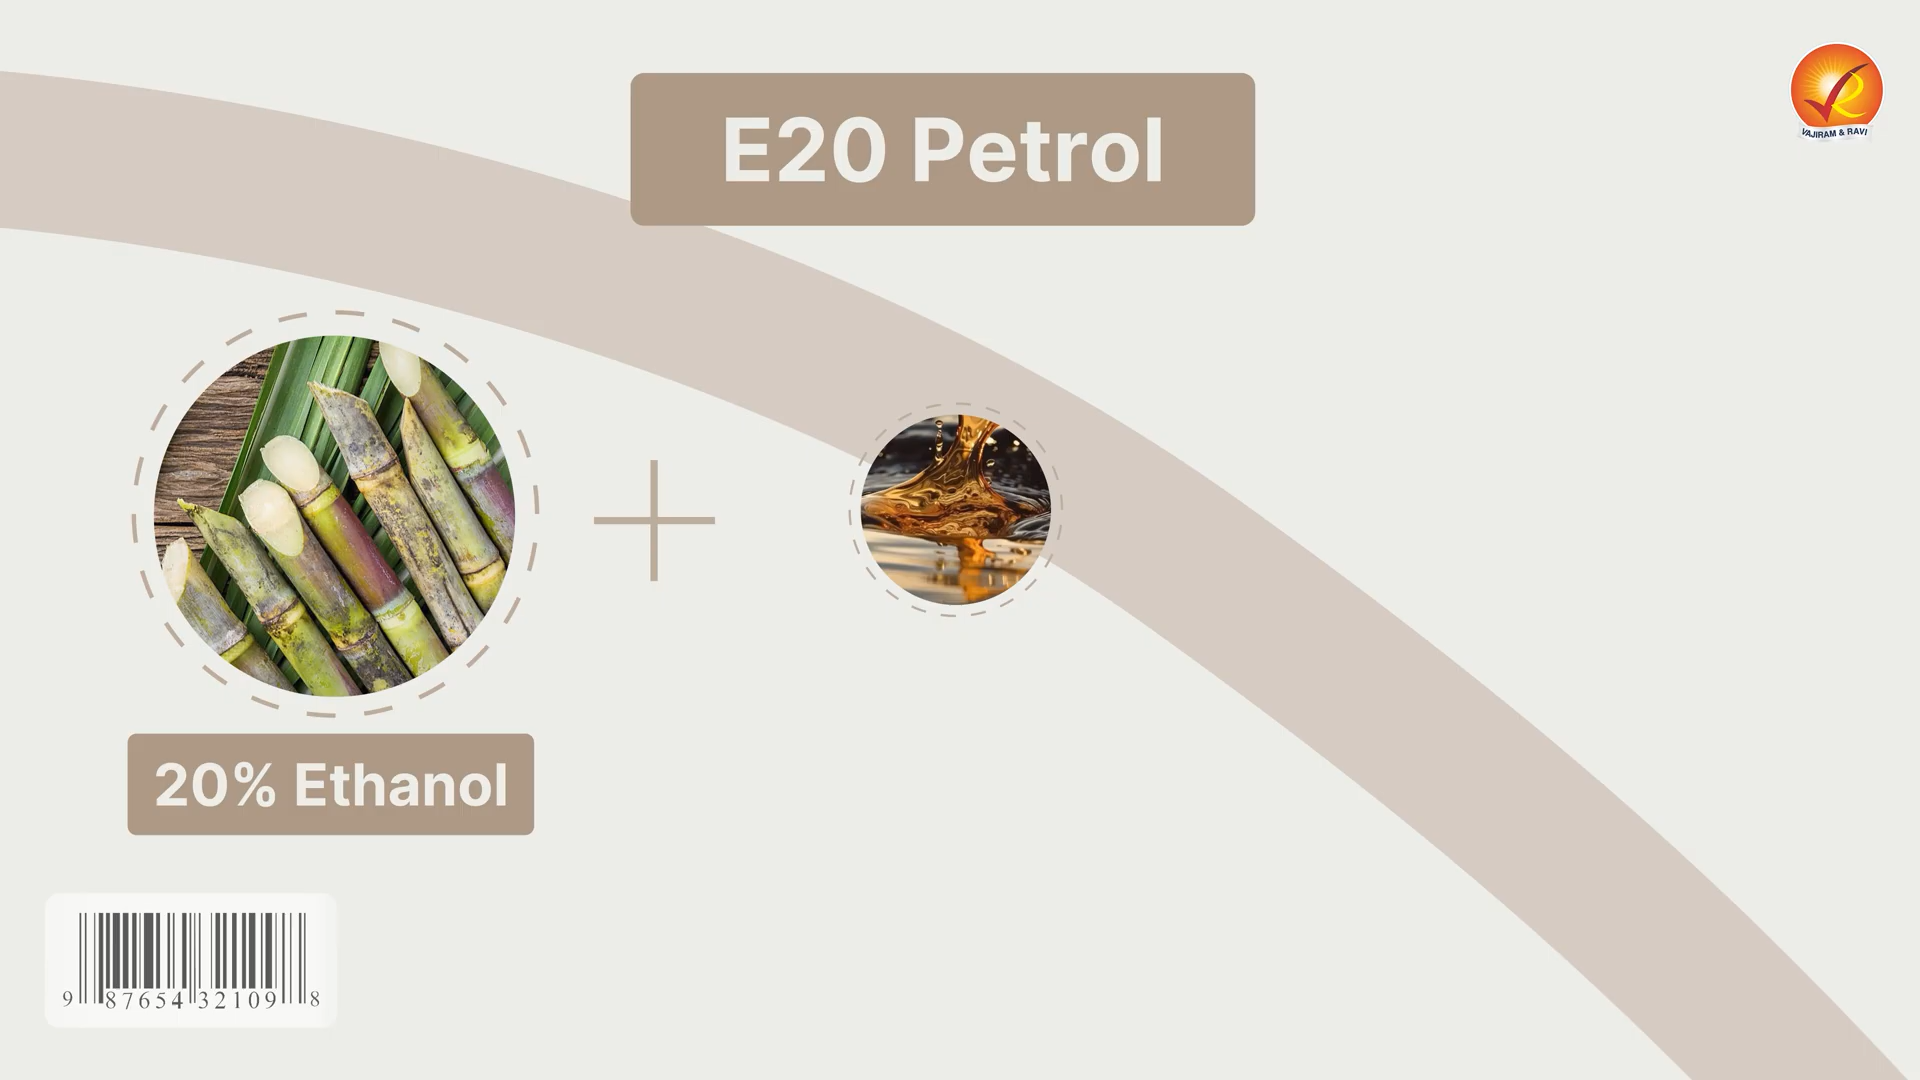 E20 Petrol
VAJIRAM & RAVI
20% Ethanol
9 87654 32109 8